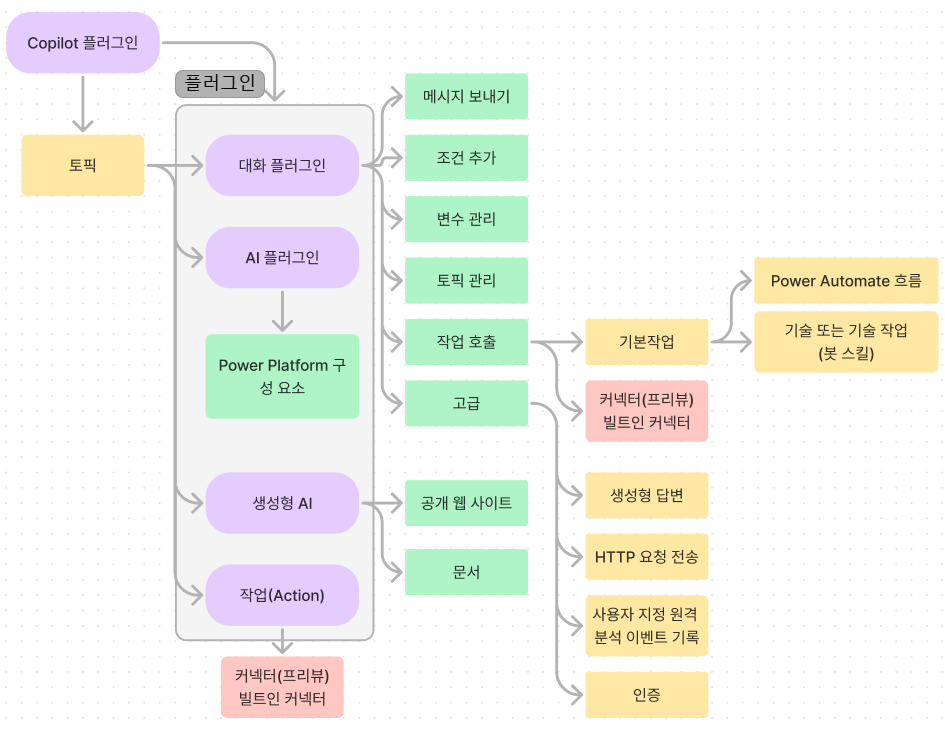 Copilot 플러그인
플러그인
토픽
대화 플러그인
AI 플러그인
Power Platform 구
성 요소
생성형 AI
작업(Action)
커넥터(프리뷰)
빌트인 커넥터
메시지 보내기
조건 추가
변수 관리
토픽 관리
작업 호출
고급
공개 웹 사이트
문서
기본작업
커넥터(프리뷰)
빌트인 커넥터
생성형 답변
HTTP 요청 전송
사용자 지정 원격
분석 이벤트 기록
인증
Power Automate 흐름
기술 또는 기술 작업
(봇 스킬)